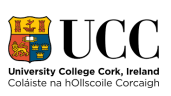 UCC
University College Cork, Ireland
Coláiste na hOllscoile Corcaigh